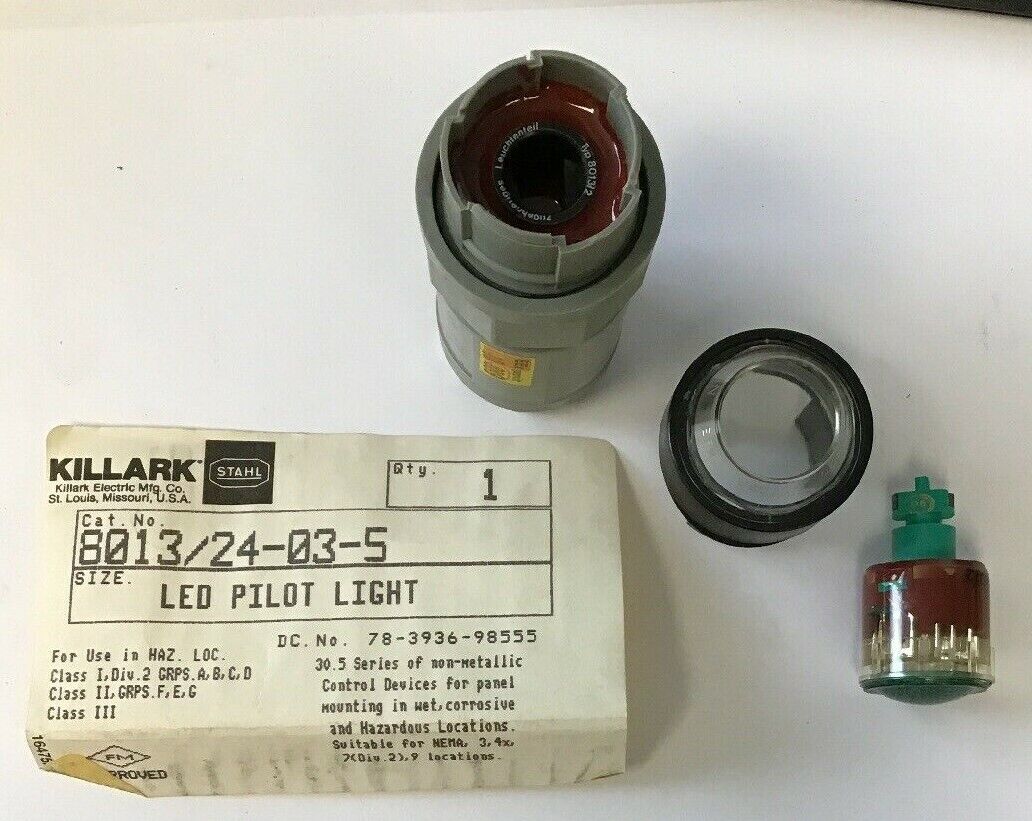 Typ 8013/2
Leuchtenteil
KILLARK
STAHL
Killark Electric Mfg. Co.
St. Louis, Missouri, U.S.A.
Qty. 1
Cat. No.
8013/24-03-5
SIZE.
LED PILOT LIGHT
DC. No. 78-3936-98555
For Use in HAZ. LOC.
Class I,Div.2 GRPS.A,B,C,D
Class II,GRPS.F,E,G
Class III
30.5 Series of non-metallic
Control Devices for panel
mounting in wet,corrosive
and Hazardous Locations.
Suitable for NEMA, 3,4x,
7(Div.2),9 locations.
FM
16475